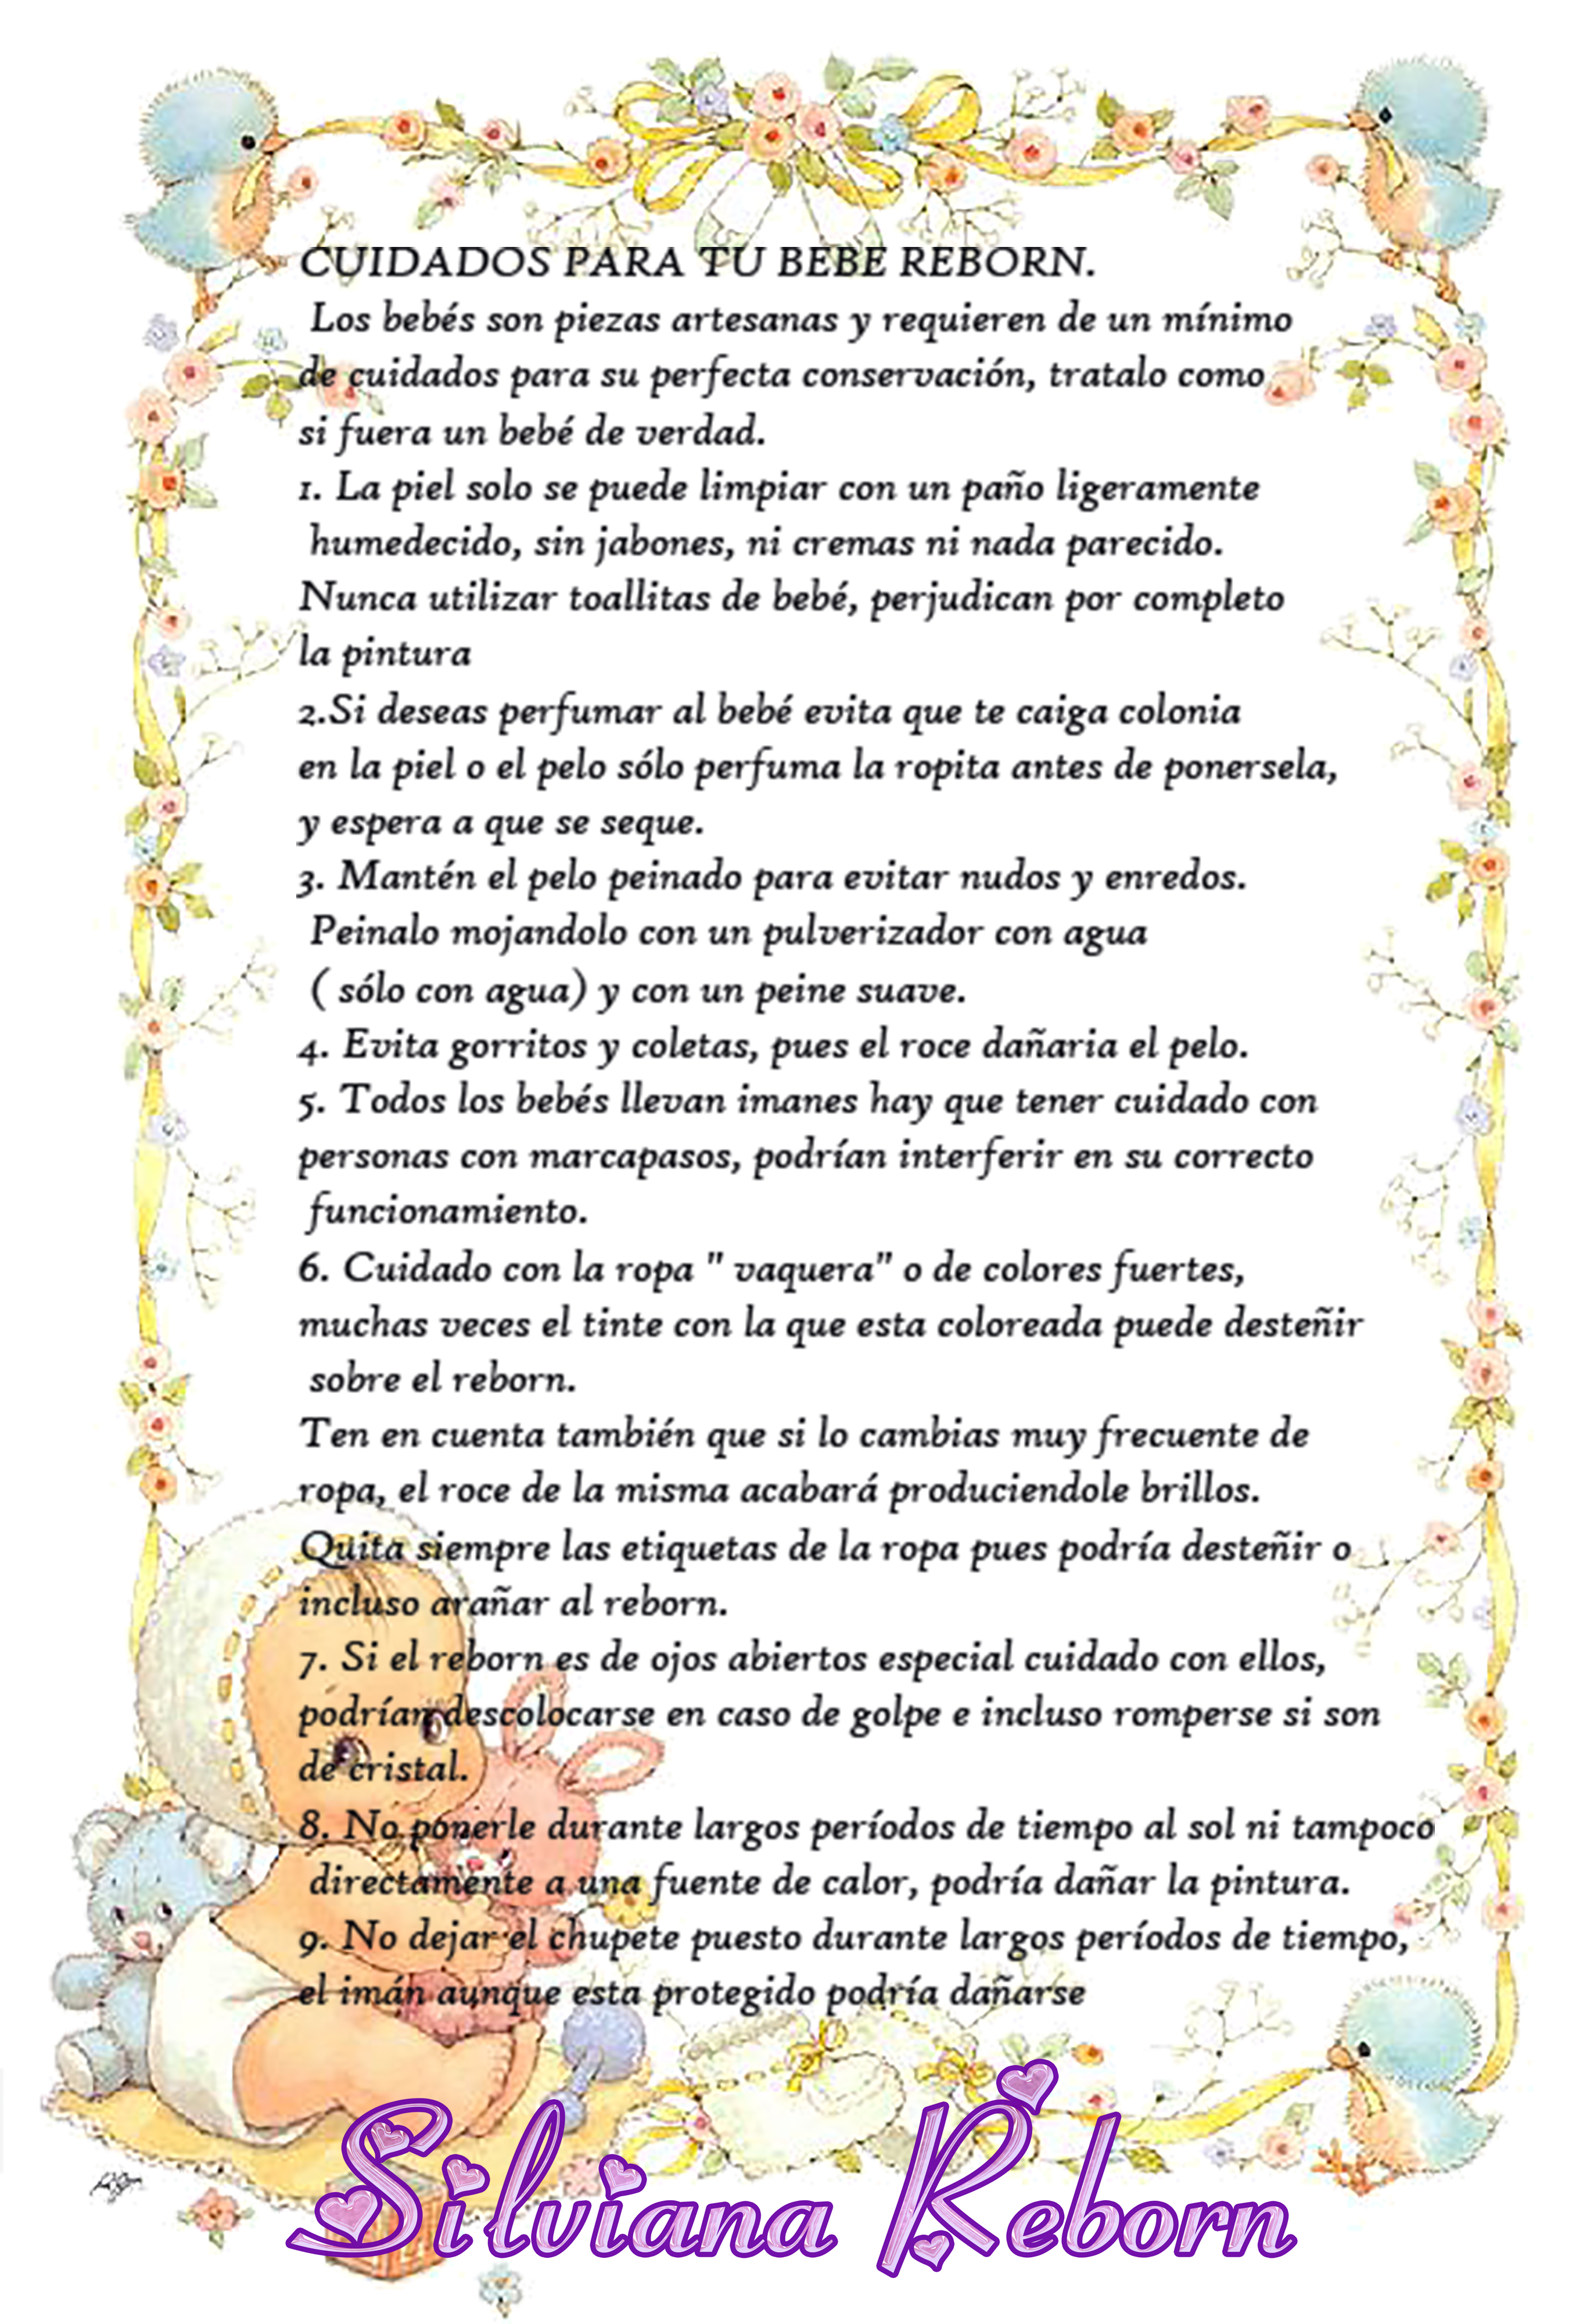 CUIDADOS PARA TU BEBE REBORN.
Los bebés son piezas artesanas y requieren de un mínimo
de cuidados para su perfecta conservación, tratalo como
si fuera un bebé de verdad.
1. La piel solo se puede limpiar con un paño ligeramente
humedecido, sin jabones, ni cremas ni nada parecido.
Nunca utilizar toallitas de bebé, perjudican por completo
la pintura
2.Si deseas perfumar al bebé evita que te caiga colonia
en la piel o el pelo sólo perfuma la ropita antes de ponersela,
y espera a que se seque.
3. Mantén el pelo peinado para evitar nudos y enredos.
Peinalo mojandolo con un pulverizador con agua
( sólo con agua) y con un peine suave.
4. Evita gorritos y coletas, pues el roce dañaria el pelo.
5. Todos los bebés llevan imanes hay que tener cuidado con
personas con marcapasos, podrían interferir en su correcto
funcionamiento.
6. Cuidado con la ropa " vaquera" o de colores fuertes,
muchas veces el tinte con la que esta coloreada puede desteñir
sobre el reborn.
Ten en cuenta también que si lo cambias muy frecuente de
ropa, el roce de la misma acabará produciendole brillos.
Quita siempre las etiquetas de la ropa pues podría desteñir o
incluso arañar al reborn.
7. Si el reborn es de ojos abiertos especial cuidado con ellos,
podrían descolocarse en caso de golpe e incluso romperse si son
de cristal.
8. No ponerle durante largos períodos de tiempo al sol ni tampoco
directamente a una fuente de calor, podría dañar la pintura.
9. No dejar el chupete puesto durante largos períodos de tiempo,
el imán aunque esta protegido podría dañarse
Silviana Reborn